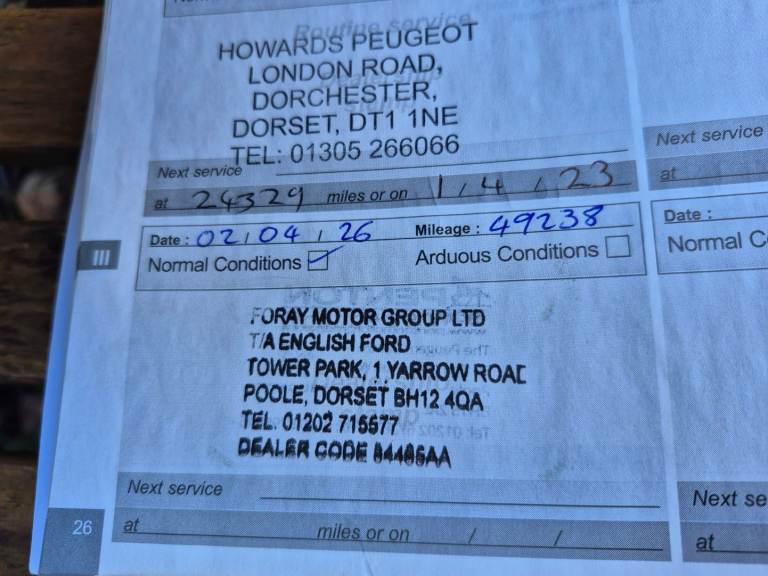 Routine service
HOWARDS PEUGEOT
LONDON ROAD,
DORCHESTER,
DORSET, DT1 1NE
TEL: 01305 266066
Next service
at 24329 miles or on 1/4/23
Next service
at
Date : 02/04/26 Mileage : 49238
Normal Conditions Arduous Conditions
Date :
Normal C
III
FORAY MOTOR GROUP LTD
T/A ENGLISH FORD
TOWER PARK, 1 YARROW ROAD
POOLE, DORSET BH12 4QA
TEL. 01202 715577
DEALER CODE 84485AA
Next service
at miles or on / /
Next se
at
26